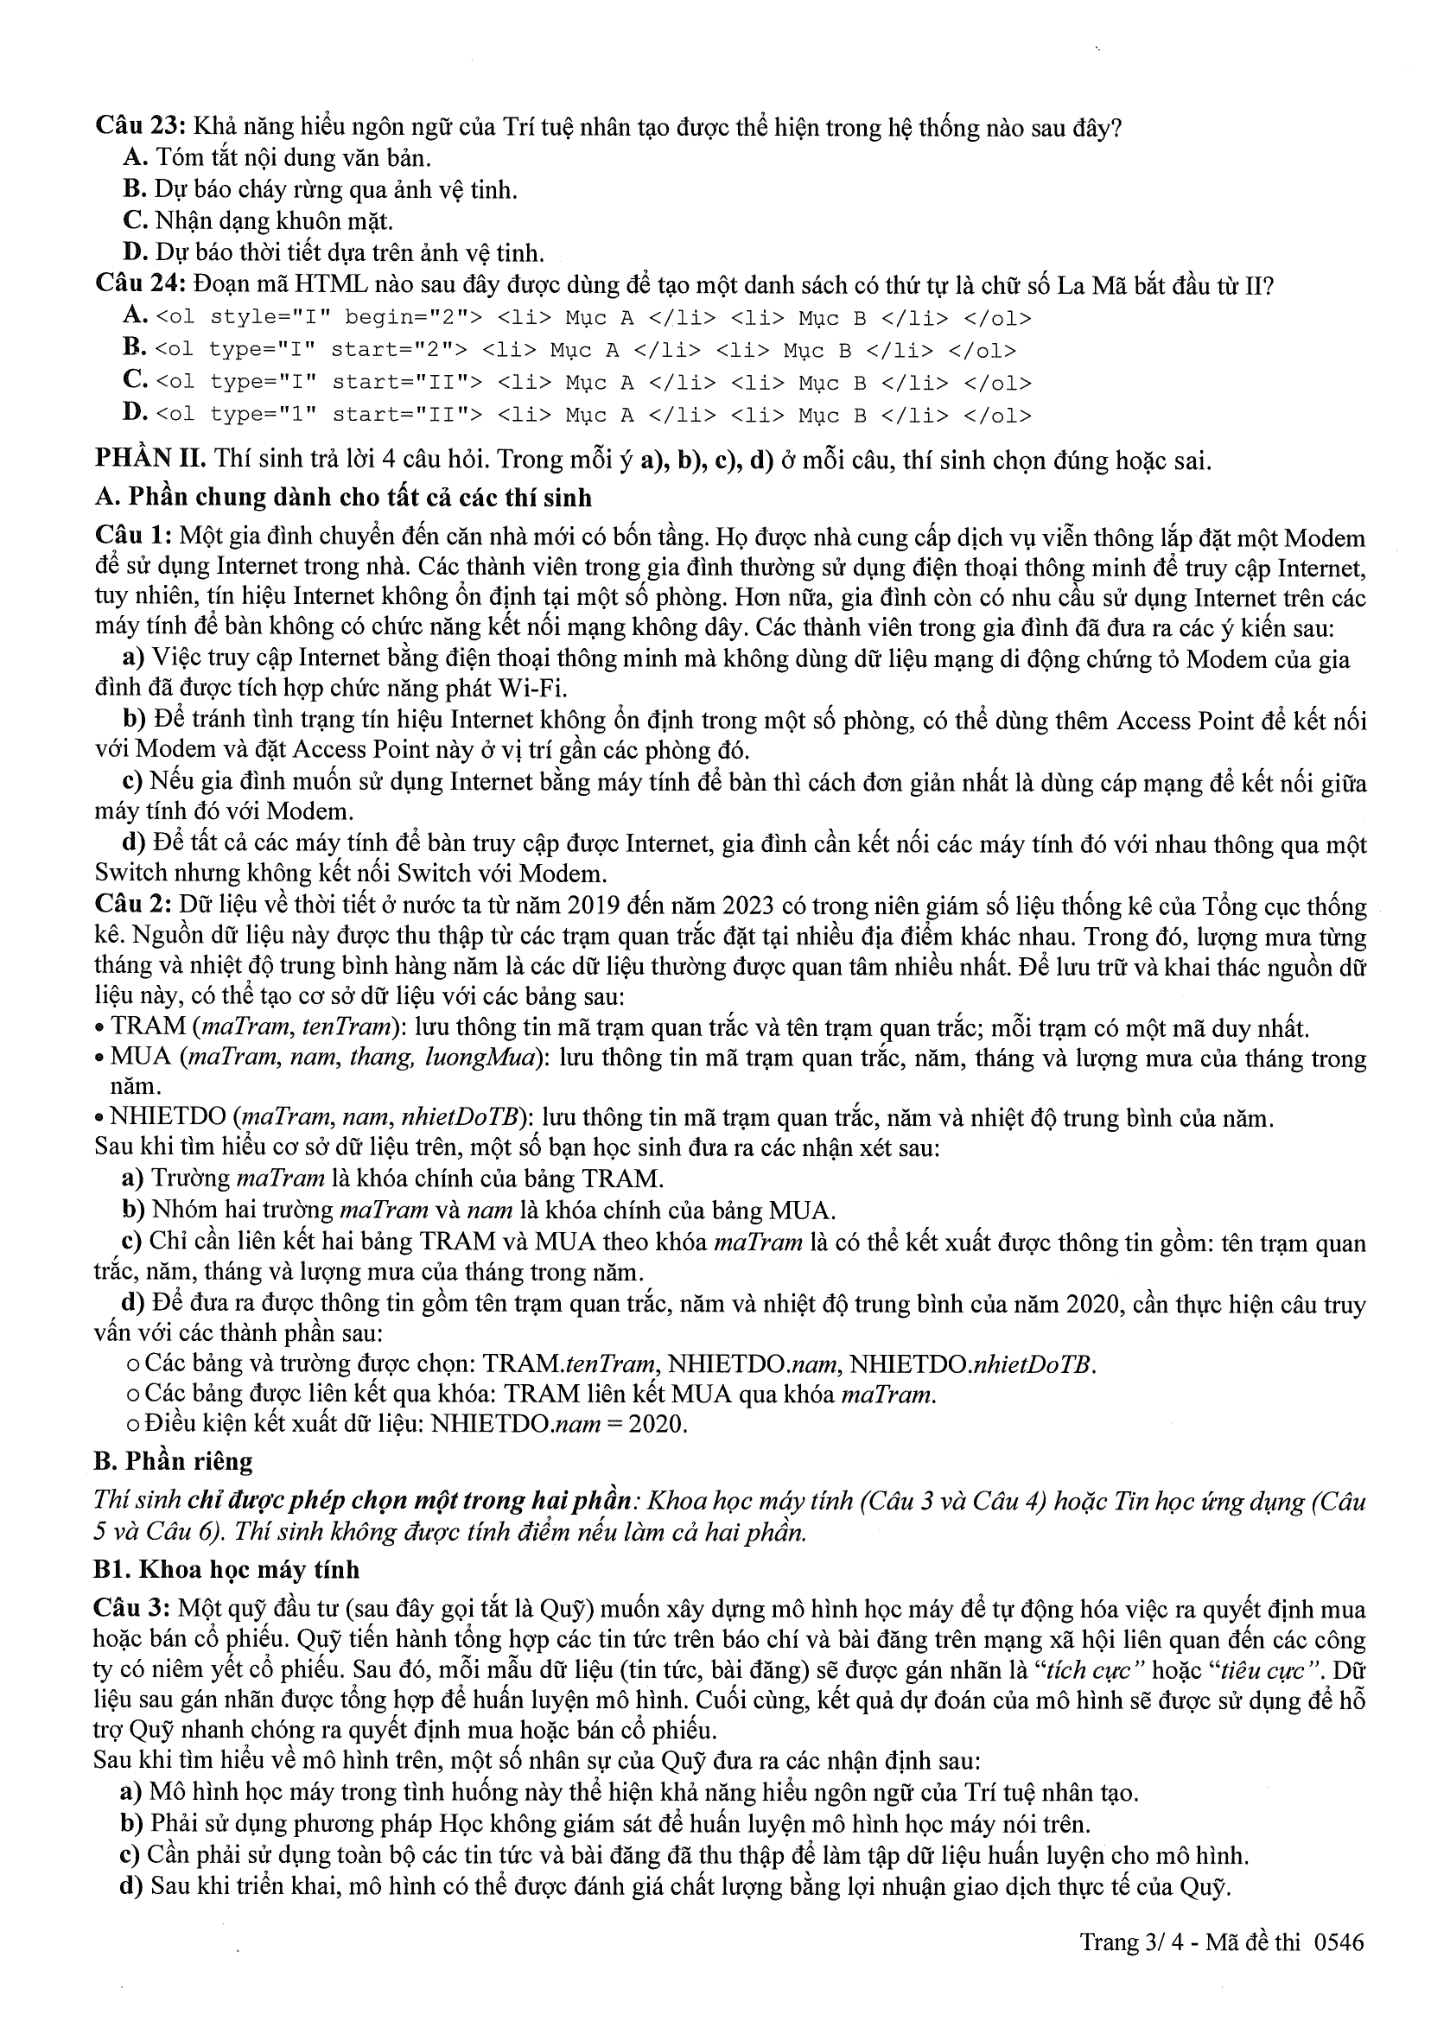 Câu 23: Khả năng hiểu ngôn ngữ của Trí tuệ nhân tạo được thể hiện trong hệ thống nào sau đây?
A. Tóm tắt nội dung văn bản.
B. Dự báo cháy rừng qua ảnh vệ tinh.
C. Nhận dạng khuôn mặt.
D. Dự báo thời tiết dựa trên ảnh vệ tinh.
Câu 24: Đoạn mã HTML nào sau đây được dùng để tạo một danh sách có thứ tự là chữ số La Mã bắt đầu từ II?
A. <ol style="I" begin="2"> <li> Mục A </li> <li> Mục B </li> </ol>
B. <ol type="I" start="2"> <li> Mục A </li> <li> Mục B </li> </ol>
C. <ol type="I" start="II"> <li> Mục A </li> <li> Mục B </li> </ol>
D. <ol type="1" start="II"> <li> Mục A </li> <li> Mục B </li> </ol>
PHẦN II. Thí sinh trả lời 4 câu hỏi. Trong mỗi ý a), b), c), d) ở mỗi câu, thí sinh chọn đúng hoặc sai.
A. Phần chung dành cho tất cả các thí sinh
Câu 1: Một gia đình chuyển đến căn nhà mới có bốn tầng. Họ được nhà cung cấp dịch vụ viễn thông lắp đặt một Modem
để sử dụng Internet trong nhà. Các thành viên trong gia đình thường sử dụng điện thoại thông minh để truy cập Internet,
tuy nhiên, tín hiệu Internet không ổn định tại một số phòng. Hơn nữa, gia đình còn có nhu cầu sử dụng Internet trên các
máy tính để bàn không có chức năng kết nối mạng không dây. Các thành viên trong gia đình đã đưa ra các ý kiến sau:
a) Việc truy cập Internet bằng điện thoại thông minh mà không dùng dữ liệu mạng di động chứng tỏ Modem của gia
đình đã được tích hợp chức năng phát Wi-Fi.
b) Để tránh tình trạng tín hiệu Internet không ổn định trong một số phòng, có thể dùng thêm Access Point để kết nối
với Modem và đặt Access Point này ở vị trí gần các phòng đó.
c) Nếu gia đình muốn sử dụng Internet bằng máy tính để bàn thì cách đơn giản nhất là dùng cáp mạng để kết nối giữa
máy tính đó với Modem.
d) Để tất cả các máy tính để bàn truy cập được Internet, gia đình cần kết nối các máy tính đó với nhau thông qua một
Switch nhưng không kết nối Switch với Modem.
Câu 2: Dữ liệu về thời tiết ở nước ta từ năm 2019 đến năm 2023 có trong niên giám số liệu thống kê của Tổng cục thống
kê. Nguồn dữ liệu này được thu thập từ các trạm quan trắc đặt tại nhiều địa điểm khác nhau. Trong đó, lượng mưa từng
tháng và nhiệt độ trung bình hàng năm là các dữ liệu thường được quan tâm nhiều nhất. Để lưu trữ và khai thác nguồn dữ
liệu này, có thể tạo cơ sở dữ liệu với các bảng sau:
• TRAM (maTram, tenTram): lưu thông tin mã trạm quan trắc và tên trạm quan trắc; mỗi trạm có một mã duy nhất.
• MUA (maTram, nam, thang, luongMua): lưu thông tin mã trạm quan trắc, năm, tháng và lượng mưa của tháng trong
năm.
• NHIETDO (maTram, nam, nhietDoTB): lưu thông tin mã trạm quan trắc, năm và nhiệt độ trung bình của năm.
Sau khi tìm hiểu cơ sở dữ liệu trên, một số bạn học sinh đưa ra các nhận xét sau:
a) Trường maTram là khóa chính của bảng TRAM.
b) Nhóm hai trường maTram và nam là khóa chính của bảng MUA.
c) Chỉ cần liên kết hai bảng TRAM và MUA theo khóa maTram là có thể kết xuất được thông tin gồm: tên trạm quan
trắc, năm, tháng và lượng mưa của tháng trong năm.
d) Để đưa ra được thông tin gồm tên trạm quan trắc, năm và nhiệt độ trung bình của năm 2020, cần thực hiện câu truy
vấn với các thành phần sau:
o Các bảng và trường được chọn: TRAM.tenTram, NHIETDO.nam, NHIETDO.nhietDoTB.
o Các bảng được liên kết qua khóa: TRAM liên kết MUA qua khóa maTram.
o Điều kiện kết xuất dữ liệu: NHIETDO.nam = 2020.
B. Phần riêng
Thí sinh chỉ được phép chọn một trong hai phần: Khoa học máy tính (Câu 3 và Câu 4) hoặc Tin học ứng dụng (Câu
5 và Câu 6). Thí sinh không được tính điểm nếu làm cả hai phần.
B1. Khoa học máy tính
Câu 3: Một quỹ đầu tư (sau đây gọi tắt là Quỹ) muốn xây dựng mô hình học máy để tự động hóa việc ra quyết định mua
hoặc bán cổ phiếu. Quỹ tiến hành tổng hợp các tin tức trên báo chí và bài đăng trên mạng xã hội liên quan đến các công
ty có niêm yết cổ phiếu. Sau đó, mỗi mẫu dữ liệu (tin tức, bài đăng) sẽ được gán nhãn là “tích cực” hoặc “tiêu cực”. Dữ
liệu sau gán nhãn được tổng hợp để huấn luyện mô hình. Cuối cùng, kết quả dự đoán của mô hình sẽ được sử dụng để hỗ
trợ Quỹ nhanh chóng ra quyết định mua hoặc bán cổ phiếu.
Sau khi tìm hiểu về mô hình trên, một số nhân sự của Quỹ đưa ra các nhận định sau:
a) Mô hình học máy trong tình huống này thể hiện khả năng hiểu ngôn ngữ của Trí tuệ nhân tạo.
b) Phải sử dụng phương pháp Học không giám sát để huấn luyện mô hình học máy nói trên.
c) Cần phải sử dụng toàn bộ các tin tức và bài đăng đã thu thập để làm tập dữ liệu huấn luyện cho mô hình.
d) Sau khi triển khai, mô hình có thể được đánh giá chất lượng bằng lợi nhuận giao dịch thực tế của Quỹ.
Trang 3/ 4 - Mã đề thi 0546